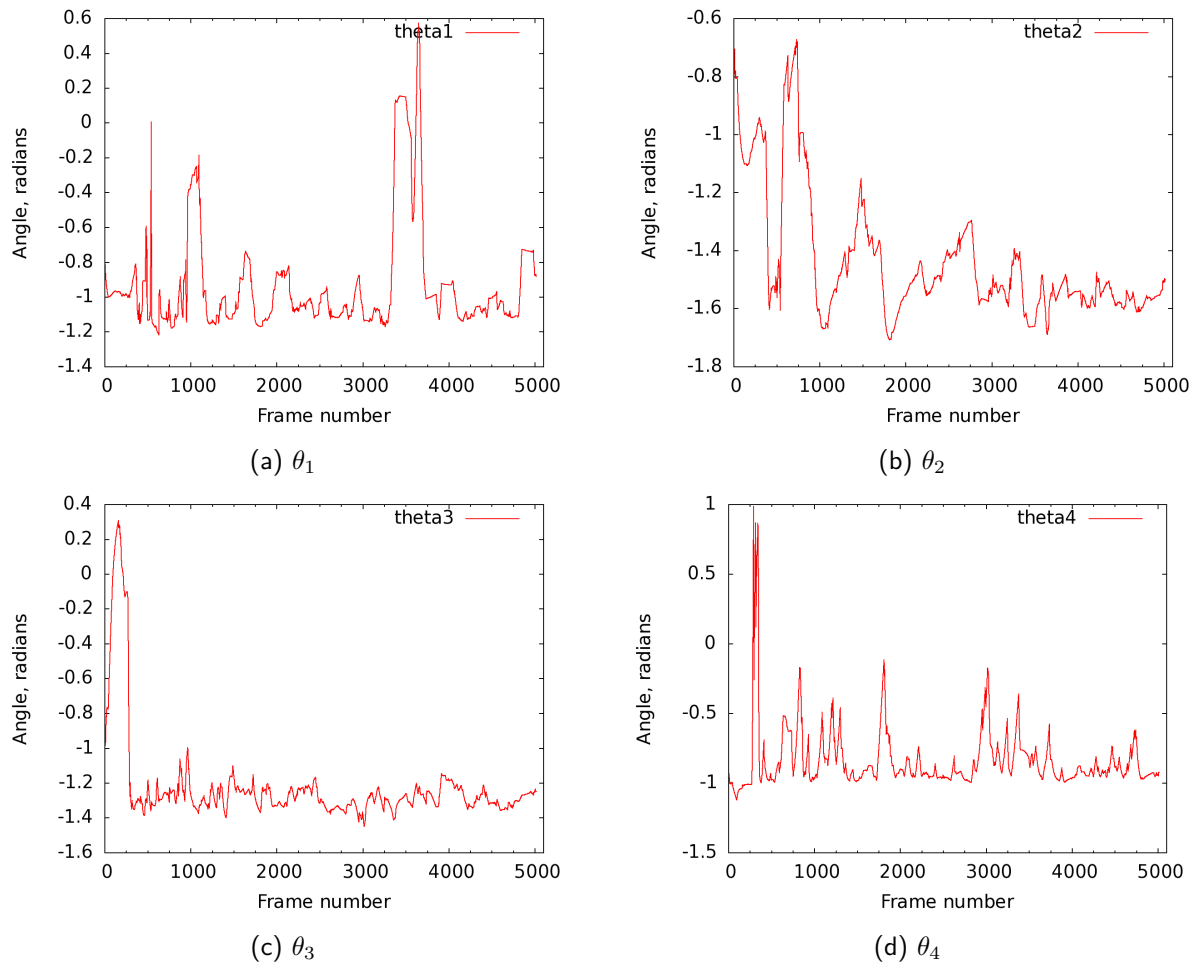 theta1
0.6
0.4
0.2
0
-0.2
-0.4
-0.6
-0.8
-1
-1.2
-1.4
Angle, radians
0 1000 2000 3000 4000 5000
Frame number
(a) θ1
theta2
-0.6
-0.8
-1
-1.2
-1.4
-1.6
-1.8
Angle, radians
0 1000 2000 3000 4000 5000
Frame number
(b) θ2
theta3
0.4
0.2
0
-0.2
-0.4
-0.6
-0.8
-1
-1.2
-1.4
-1.6
Angle, radians
0 1000 2000 3000 4000 5000
Frame number
(c) θ3
theta4
1
0.5
0
-0.5
-1
-1.5
Angle, radians
0 1000 2000 3000 4000 5000
Frame number
(d) θ4